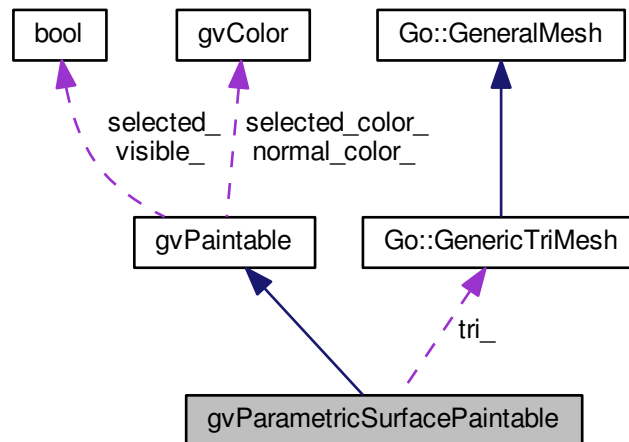 bool
gvColor
Go::GeneralMesh
selected_
visible_
selected_color_
normal_color_
gvPaintable
Go::GenericTriMesh
tri_
gvParametricSurfacePaintable